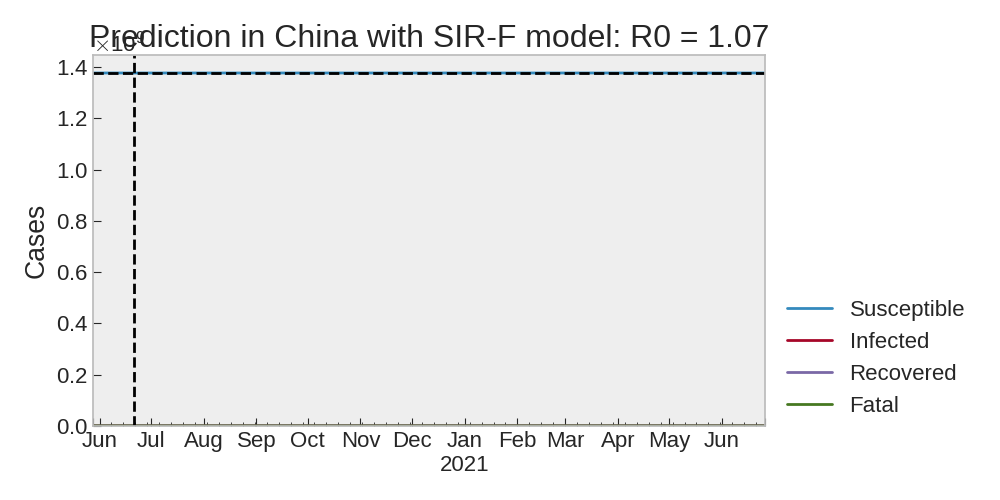 Prediction in China with SIR-F model: R0 = 1.07
×10⁹
1.4
1.2
1.0
0.8
0.6
0.4
0.2
0.0
Cases
Jun Jul Aug Sep Oct Nov Dec Jan Feb Mar Apr May Jun
2021
Susceptible
Infected
Recovered
Fatal